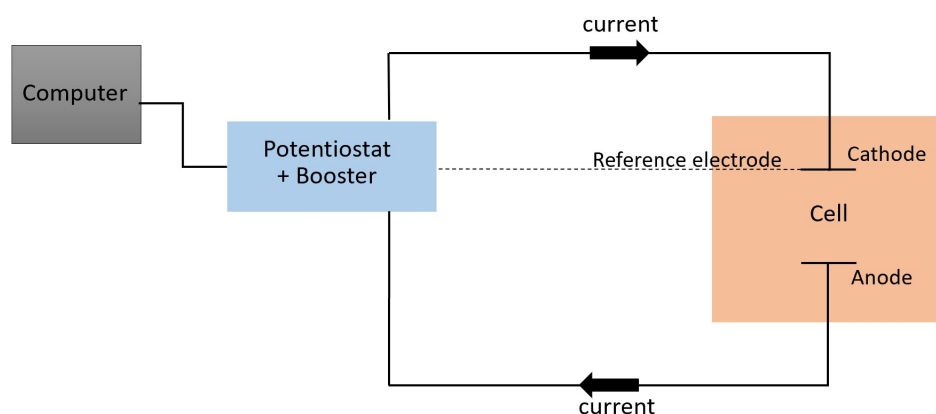 current
Computer
Potentiostat
+ Booster
Reference electrode
Cathode
Cell
Anode
current